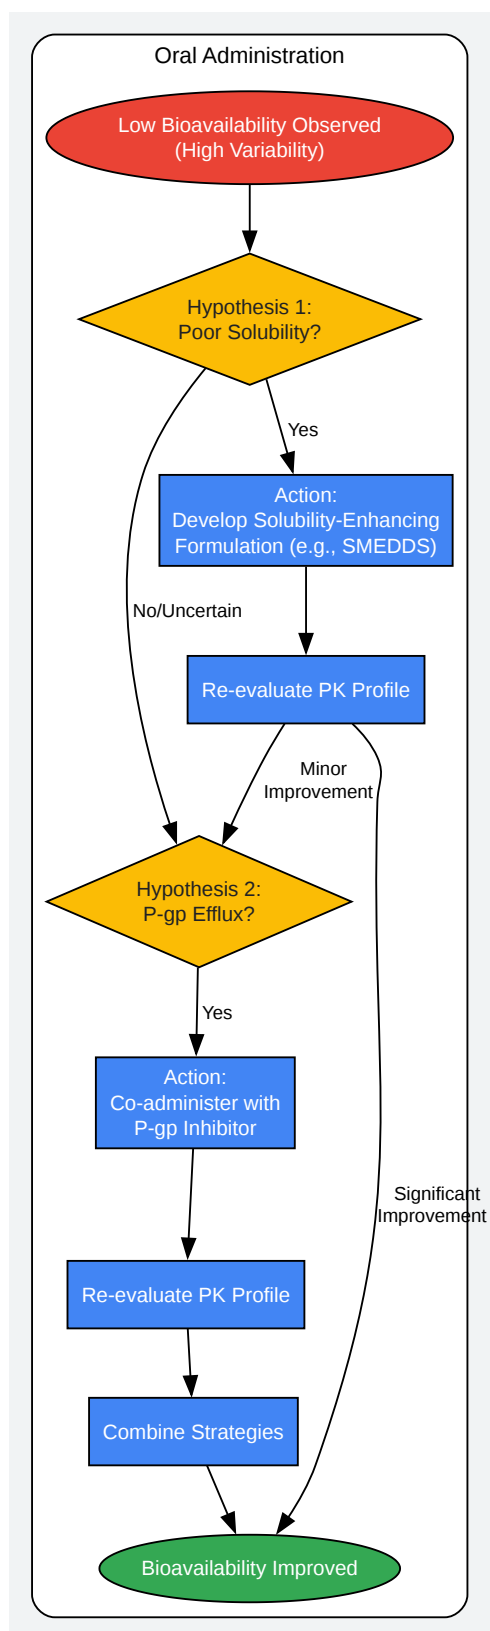 Oral Administration
Low Bioavailability Observed
(High Variability)
Hypothesis 1:
Poor Solubility?
Yes
Action:
Develop Solubility-Enhancing
Formulation (e.g., SMEDDS)
No/Uncertain
Re-evaluate PK Profile
Minor
Improvement
Hypothesis 2:
P-gp Efflux?
Yes
Action:
Co-administer with
P-gp Inhibitor
Significant
Improvement
Re-evaluate PK Profile
Combine Strategies
Bioavailability Improved